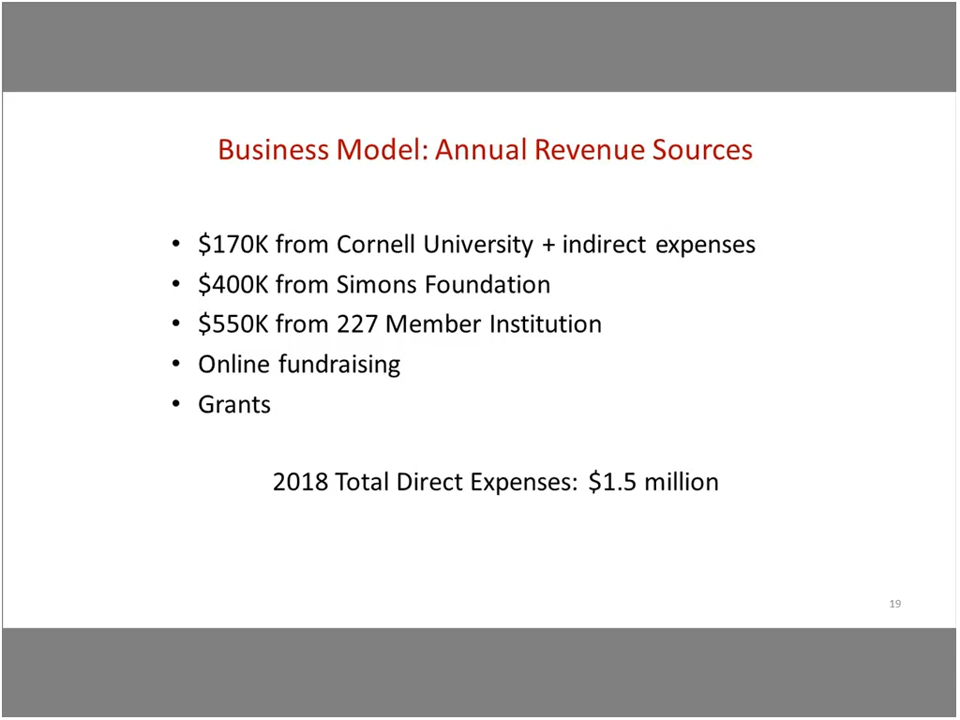 Business Model: Annual Revenue Sources
• $170K from Cornell University + indirect expenses
• $400K from Simons Foundation
• $550K from 227 Member Institution
• Online fundraising
• Grants
2018 Total Direct Expenses: $1.5 million
19